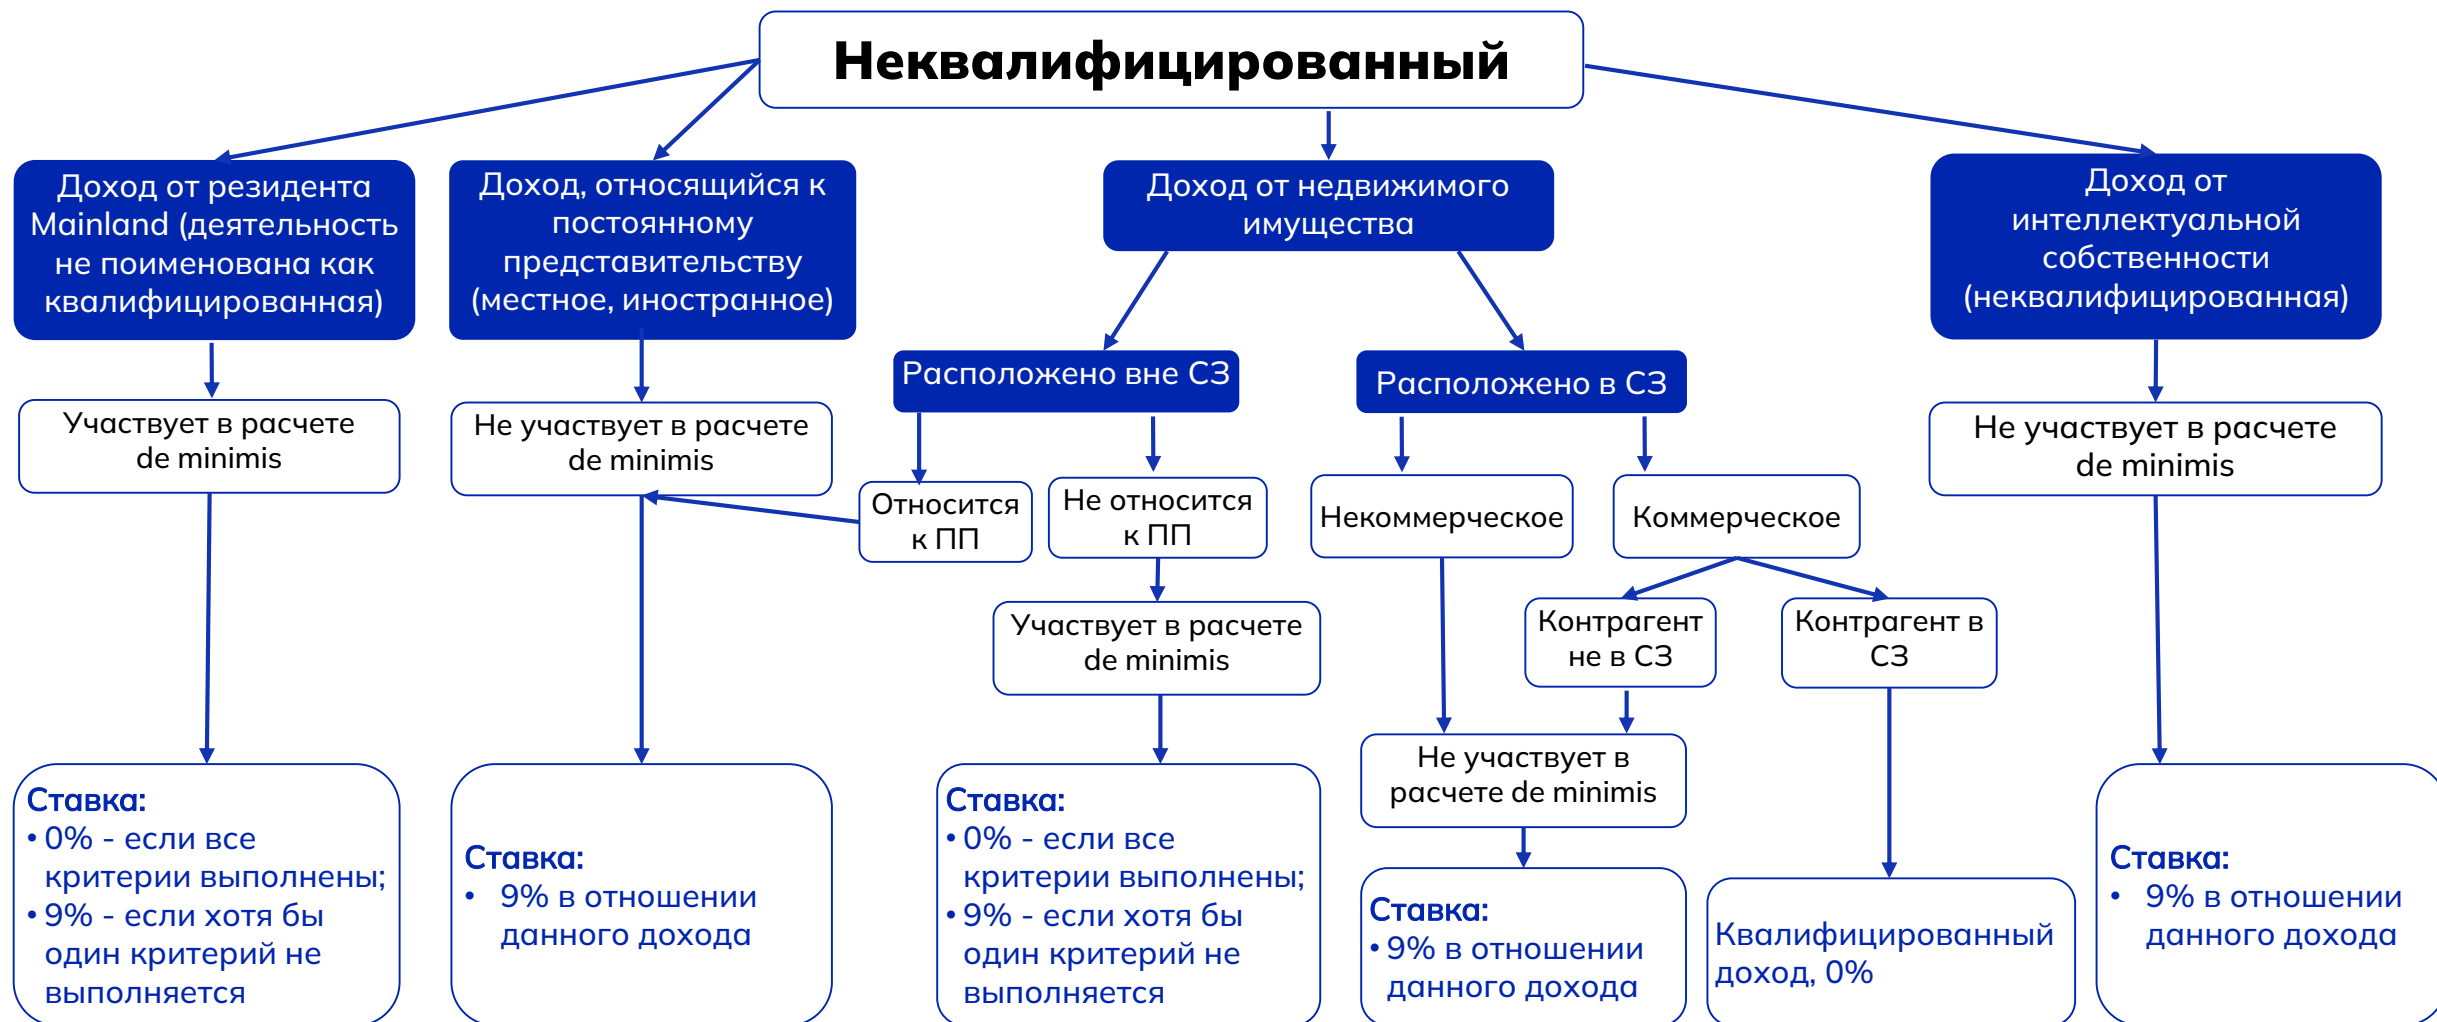 Неквалифицированный
Доход от резидента
Mainland (деятельность
не поименована как
квалифицированная)
Доход, относящийся к
постоянному
представительству
(местное, иностранное)
Доход от недвижимого
имущества
Доход от
интеллектуальной
собственности
(неквалифицированная)
Расположено вне СЗ
Расположено в СЗ
Участвует в расчете
de minimis
Не участвует в расчете
de minimis
Не участвует в расчете
de minimis
Относится
к ПП
Не относится
к ПП
Некоммерческое
Коммерческое
Участвует в расчете
de minimis
Контрагент
не в СЗ
Контрагент в
СЗ
Не участвует в
расчете de minimis
Ставка:
• 0% - если все
критерии выполнены;
• 9% - если хотя бы
один критерий не
выполняется
Ставка:
• 9% в отношении
данного дохода
Ставка:
• 0% - если все
критерии выполнены;
• 9% - если хотя бы
один критерий не
выполняется
Ставка:
• 9% в отношении
данного дохода
Квалифицированный
доход, 0%
Ставка:
• 9% в отношении
данного дохода